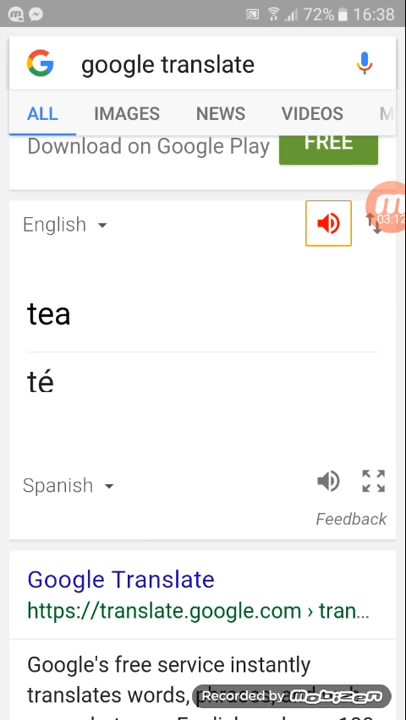 72% 16:38
google translate
ALL IMAGES NEWS VIDEOS M
Download on Google Play FREE
English
03:12
tea
té
Spanish
Feedback
Google Translate
https://translate.google.com › tran...
Google's free service instantly
translates words,
Recorded by mobizen